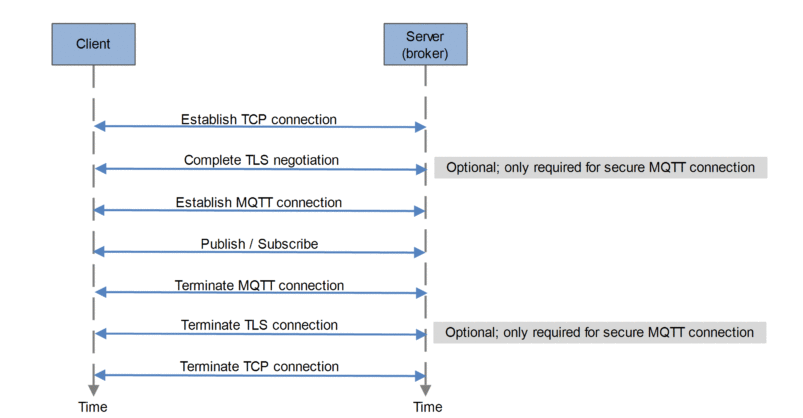 Client
Server
(broker)
Establish TCP connection
Complete TLS negotiation
Optional; only required for secure MQTT connection
Establish MQTT connection
Publish / Subscribe
Terminate MQTT connection
Terminate TLS connection
Optional; only required for secure MQTT connection
Terminate TCP connection
Time
Time